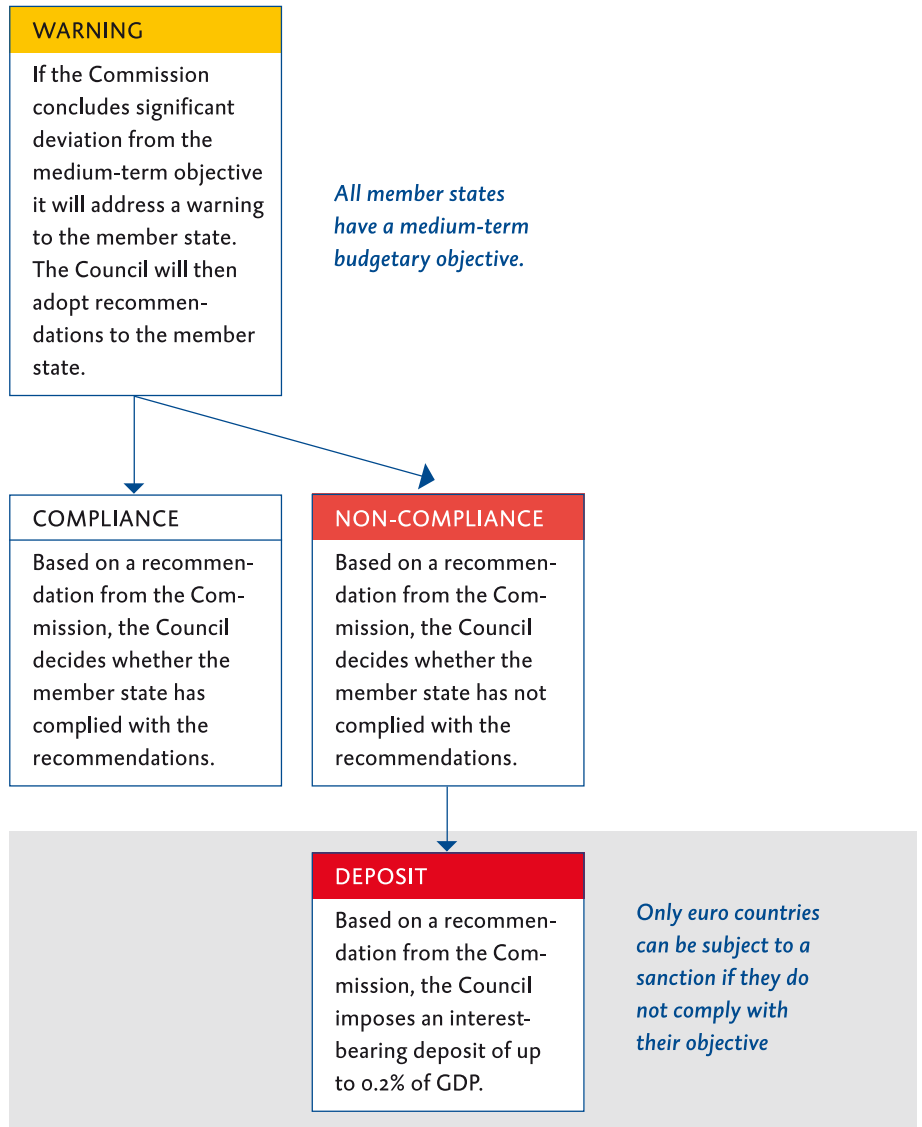 WARNING
If the Commission
concludes significant
deviation from the
medium-term objective
it will address a warning
to the member state.
The Council will then
adopt recommen-
dations to the member
state.
All member states
have a medium-term
budgetary objective.
COMPLIANCE
Based on a recommen-
dation from the Com-
mission, the Council
decides whether the
member state has
complied with the
recommendations.
NON-COMPLIANCE
Based on a recommen-
dation from the Com-
mission, the Council
decides whether the
member state has not
complied with the
recommendations.
DEPOSIT
Based on a recommen-
dation from the Com-
mission, the Council
imposes an interest-
bearing deposit of up
to 0.2% of GDP.
Only euro countries
can be subject to a
sanction if they do
not comply with
their objective